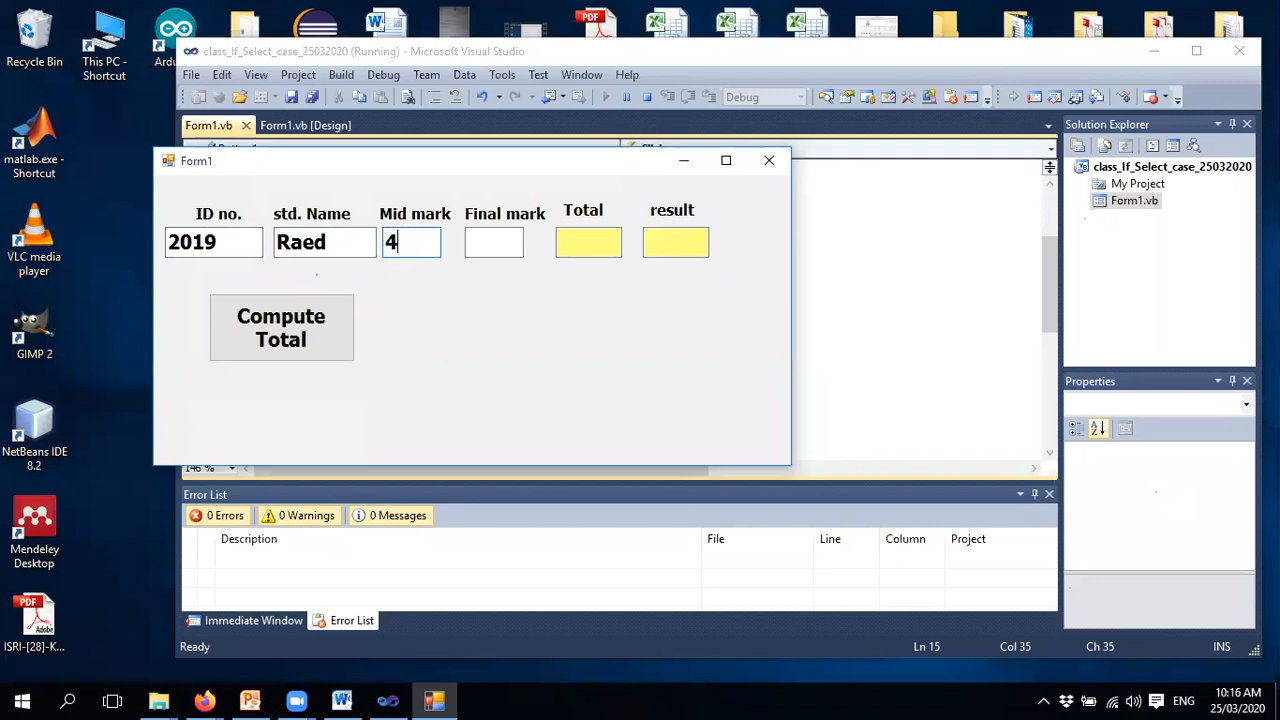 Recycle Bin
This PC - Shortcut
matlab.exe - Shortcut
VLC media player
GIMP 2
NetBeans IDE 8.2
Mendeley Desktop
ISRI-[28]-K...
class_If_Select_case_25032020 (Running) - Microsoft Visual Studio
File Edit View Project Build Debug Team Data Tools Test Window Help
Debug
Form1.vb Form1.vb [Design]
Form1
ID no. std. Name Mid mark Final mark Total result
2019 Raed 4
Compute
Total
146 %
Solution Explorer
class_If_Select_case_25032020
My Project
Form1.vb
Properties
Error List
0 Errors 0 Warnings 0 Messages
Description File Line Column Project
Immediate Window Error List
Ready Ln 15 Col 35 Ch 35 INS
ENG
10:16 AM
25/03/2020